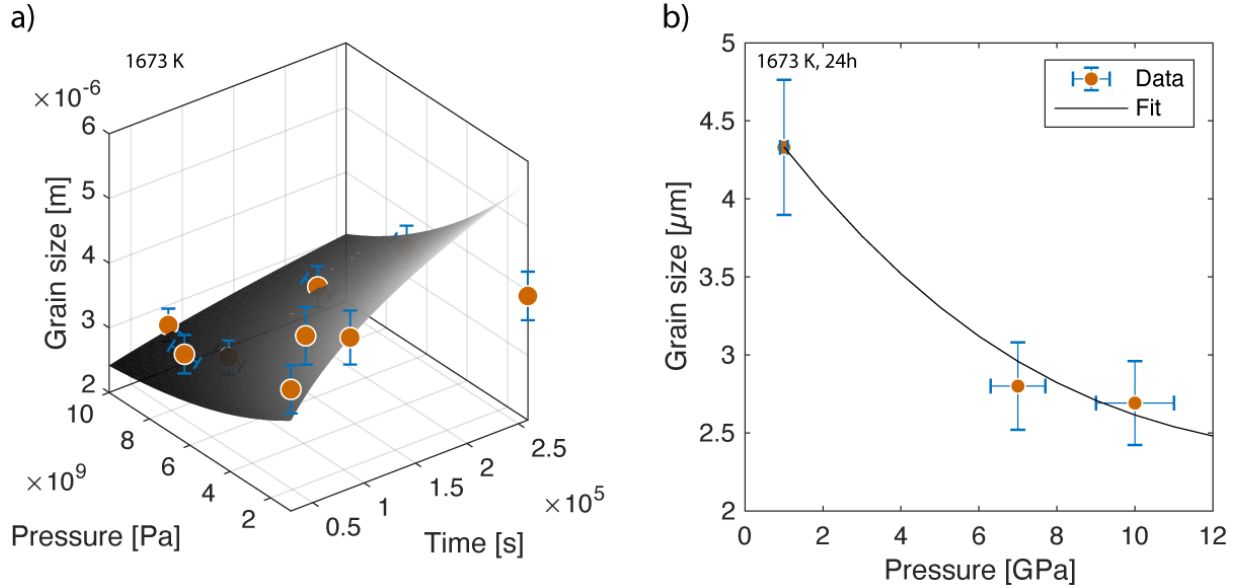 a)
1673 K
×10⁻⁶
6
5
4
3
2
Grain size [m]
10
8
6
4
2
×10⁹
Pressure [Pa]
0.5
1
1.5
2
2.5
×10⁵
Time [s]
b)
1673 K, 24h
Data
Fit
5
4.5
4
3.5
3
2.5
2
Grain size [µm]
0 2 4 6 8 10 12
Pressure [GPa]